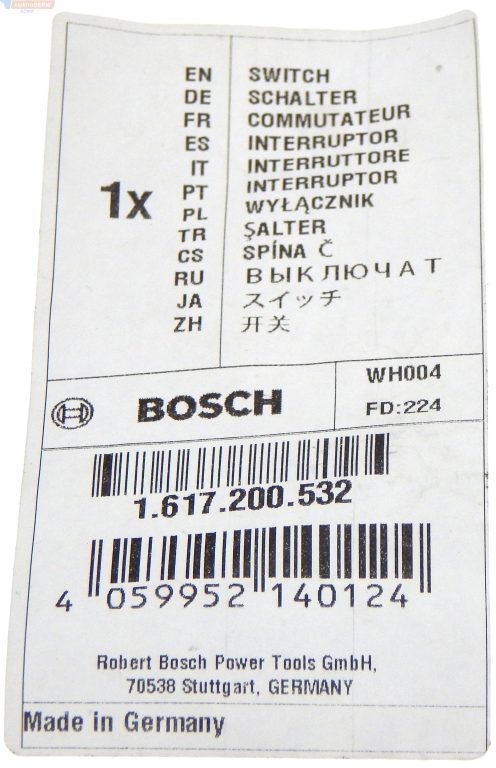 EN SWITCH
DE SCHALTER
FR COMMUTATEUR
ES INTERRUPTOR
IT INTERRUTTORE
1x
PT INTERRUPTOR
PL WYŁĄCZNIK
TR ŞALTER
CS SPÍNA Č
RU ВЫКЛЮЧАТ
JA スイッチ
ZH 开关
BOSCH
WH004
FD:224
1.617.200.532
4 059952 140124
Robert Bosch Power Tools GmbH,
70538 Stuttgart, GERMANY
Made in Germany